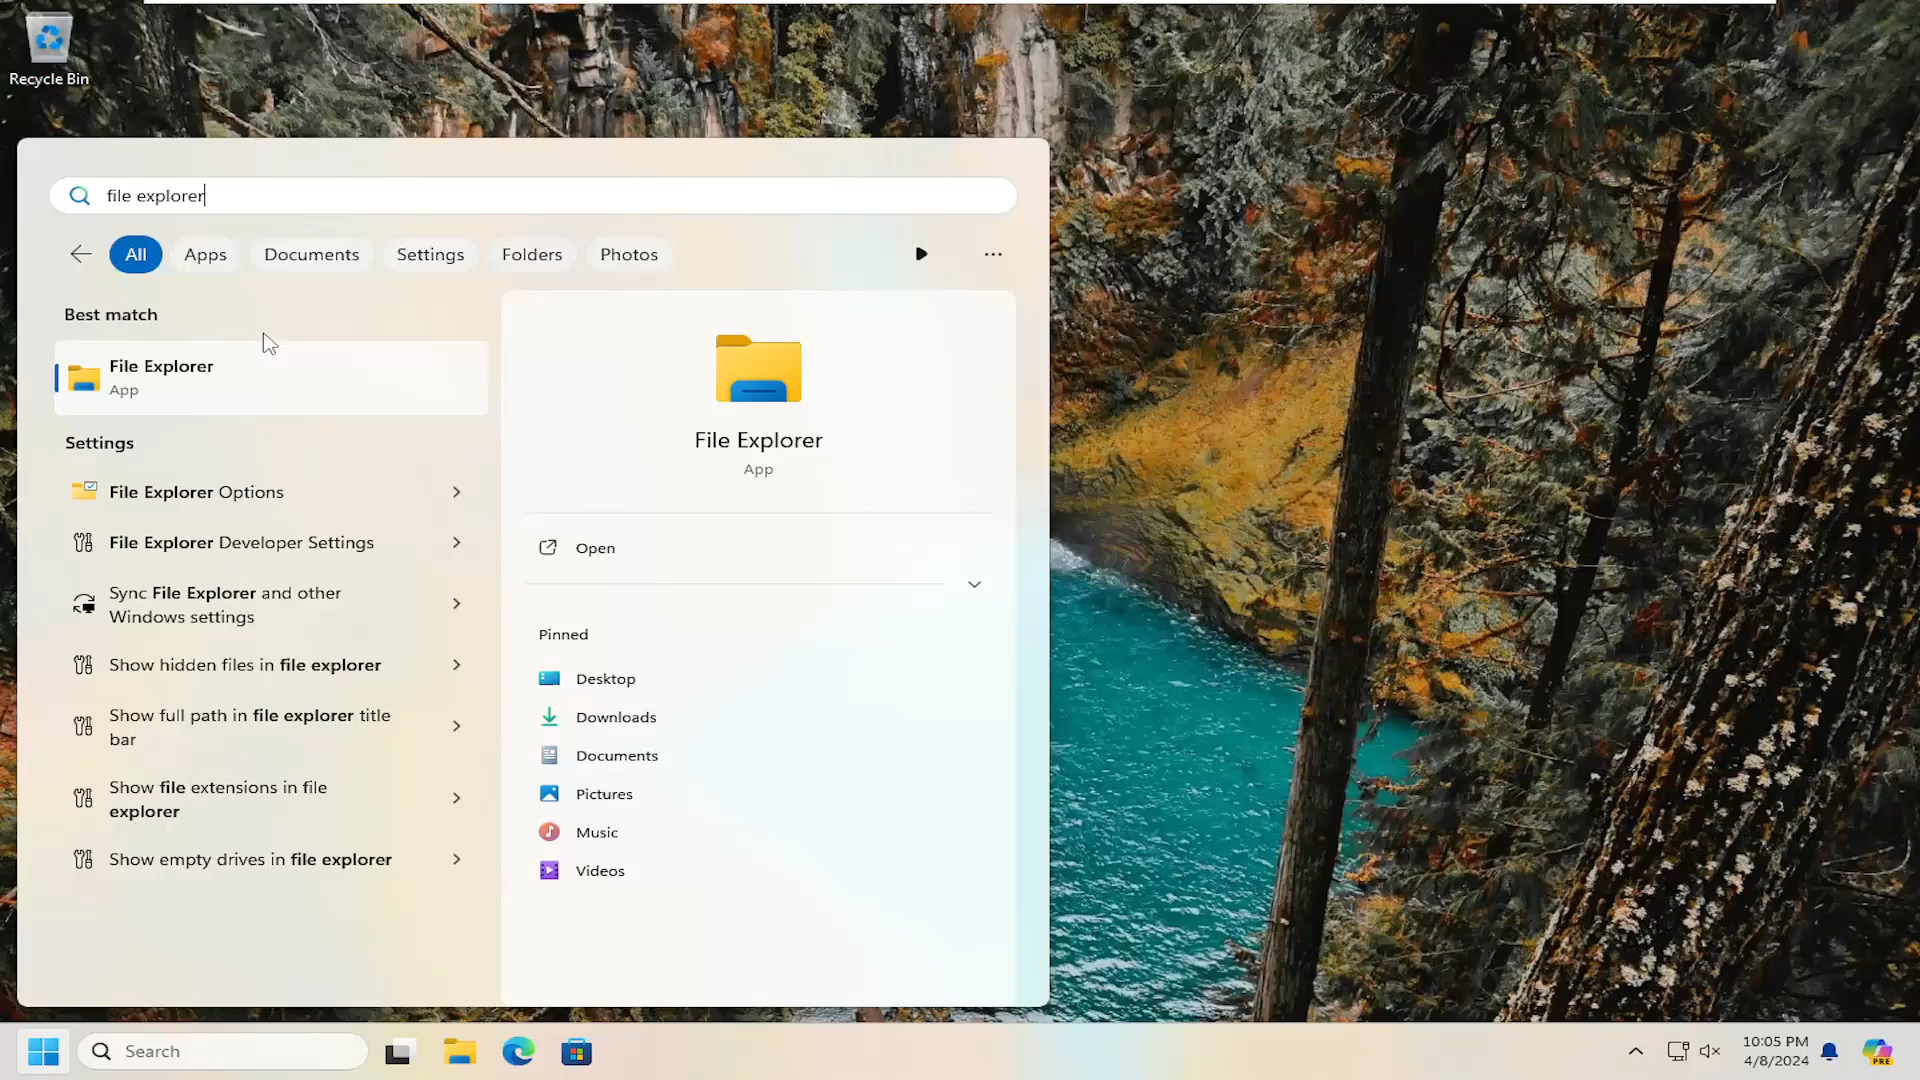 Recycle Bin
file explorer
All Apps Documents Settings Folders Photos
Best match
File Explorer
App
Settings
File Explorer Options
File Explorer Developer Settings
Sync File Explorer and other
Windows settings
Show hidden files in file explorer
Show full path in file explorer title
bar
Show file extensions in file
explorer
Show empty drives in file explorer
File Explorer
App
Open
Pinned
Desktop
Downloads
Documents
Pictures
Music
Videos
Search
10:05 PM
4/8/2024
PRE